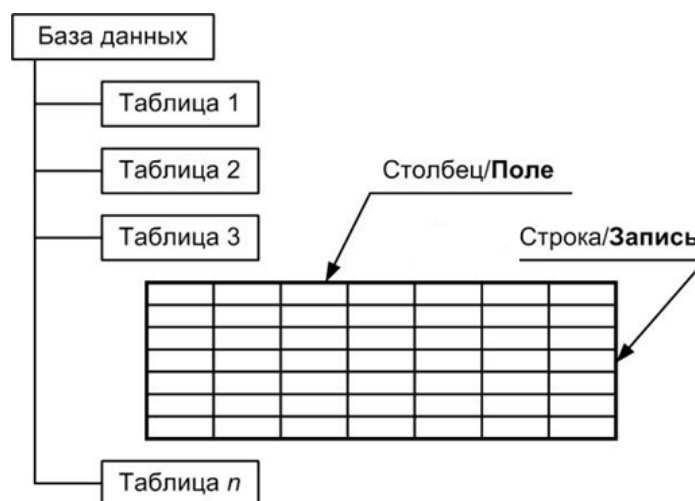 База данных
Таблица 1
Таблица 2
Столбец/Поле
Таблица 3
Строка/Запись
Таблица n